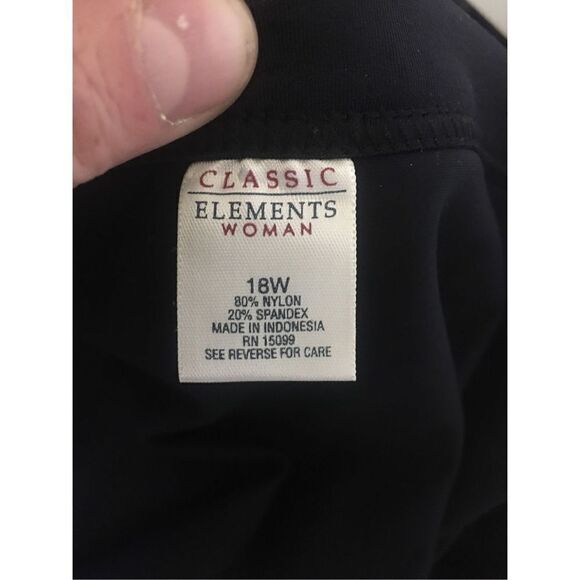 CLASSIC
ELEMENTS
WOMAN
18W
80% NYLON
20% SPANDEX
MADE IN INDONESIA
RN 15099
SEE REVERSE FOR CARE